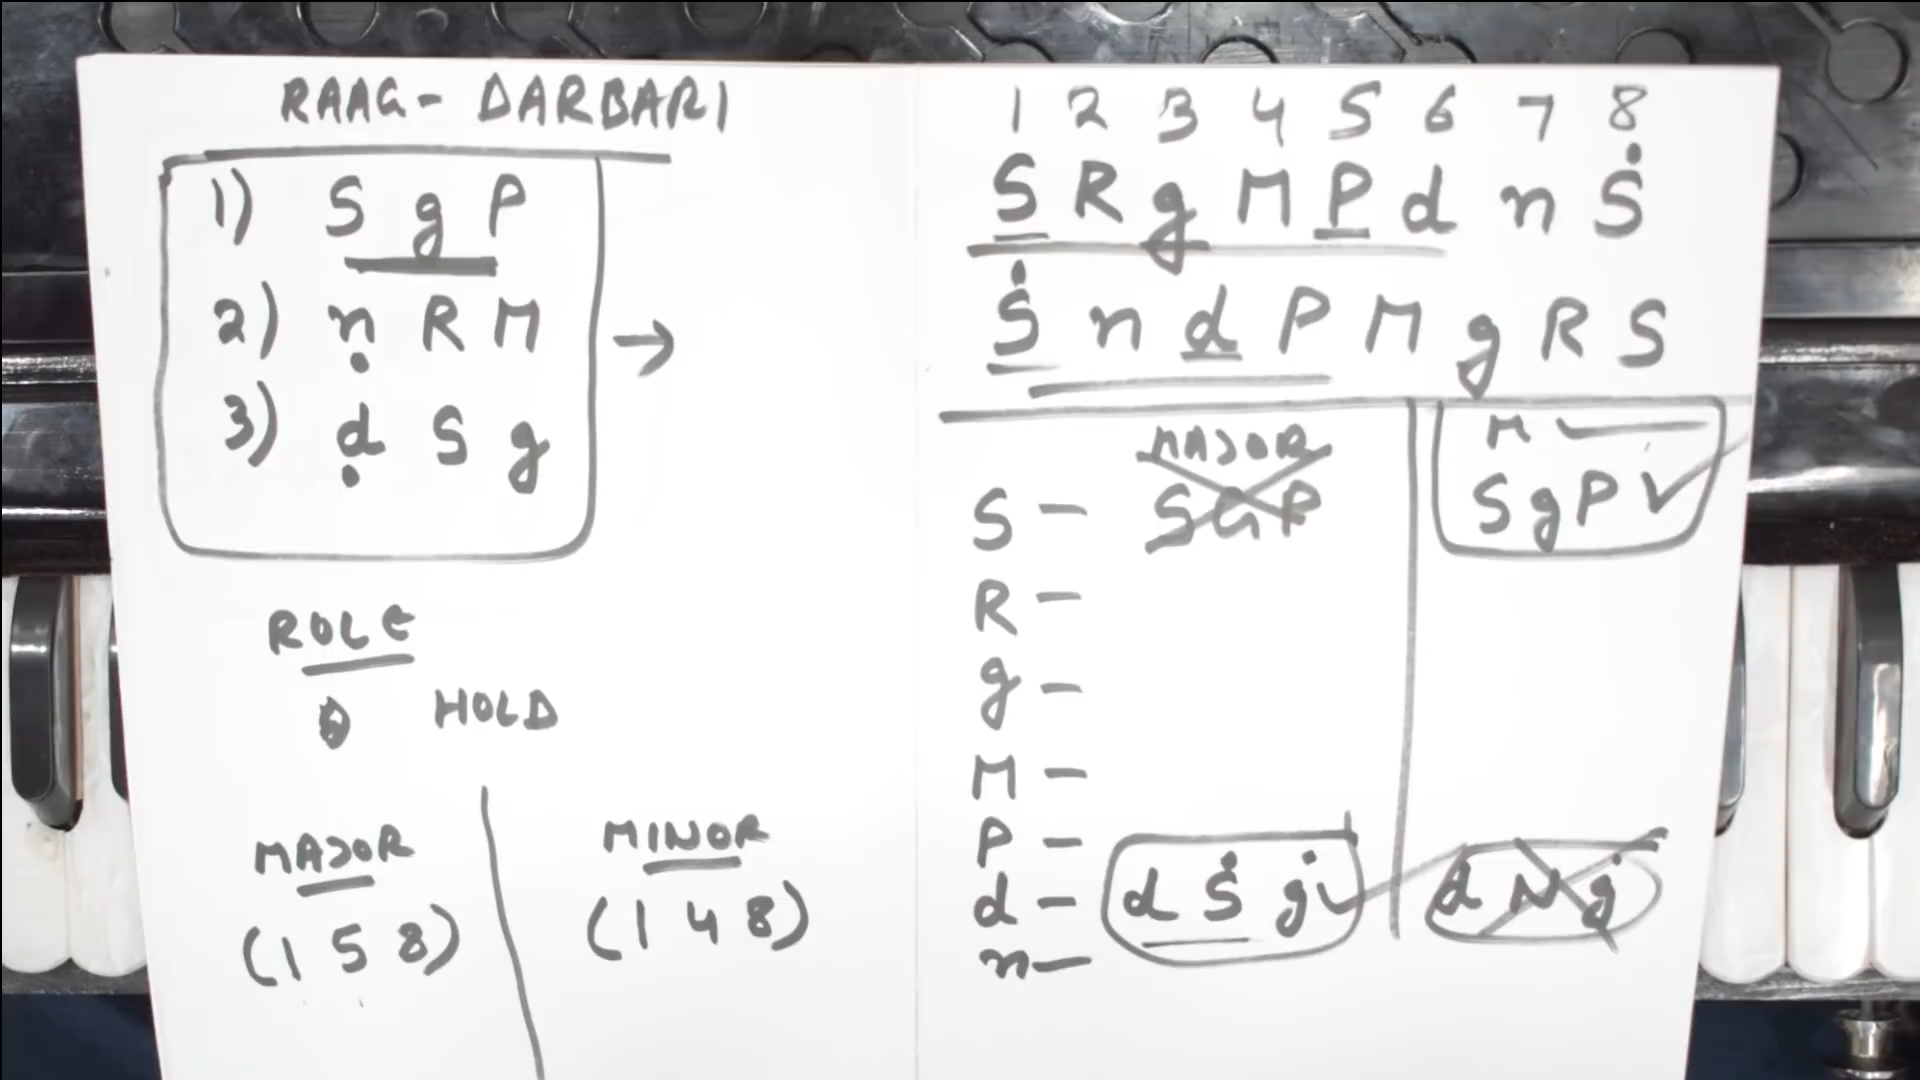 RAAG - DARBARI
1) S g P
2) ṇ R M
3) ḍ S g
→
ROLE
HOLD
MAJOR
(1 5 8)
MINOR
(1 4 8)
1 2 3 4 5 6 7 8
S R g M P d n Ṡ
Ṡ n d P M g R S
MAJOR
M
S - S G P
S g P ✓
R -
g -
M -
P -
d - d Ṡ ġ ✓
d N ġ
n -